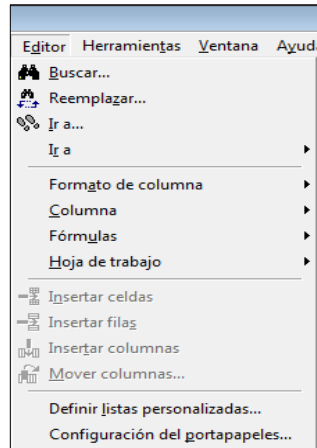 Editor Herramientas Ventana
Buscar...
Reemplazar...
Ir a...
Ir a
Formato de columna
Columna
Fórmulas
Hoja de trabajo
Insertar celdas
Insertar filas
Insertar columnas
Mover columnas...
Definir listas personalizadas...
Configuración del portapapeles...